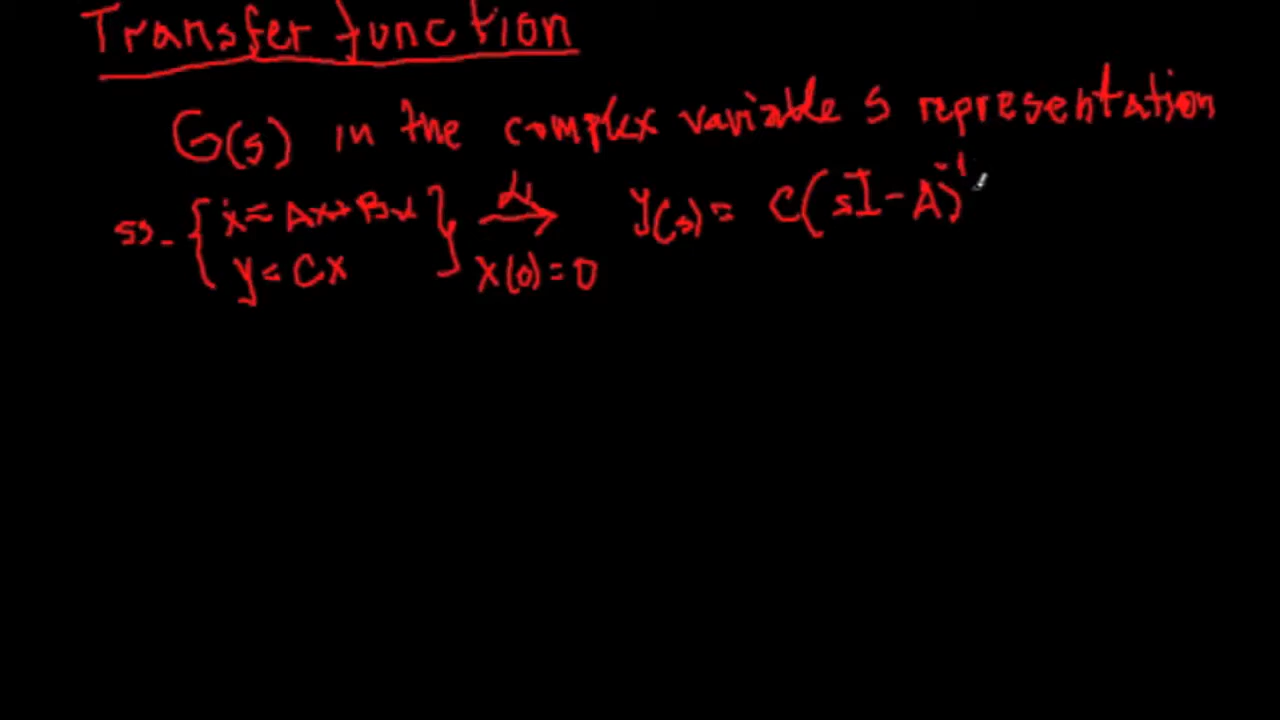 Transfer function
G(s) in the complex variable s representation
ss - { ẋ = Ax + Bu
y = Cx } ℒ→ x(0) = 0 Y(s) = C(sI - A)⁻¹